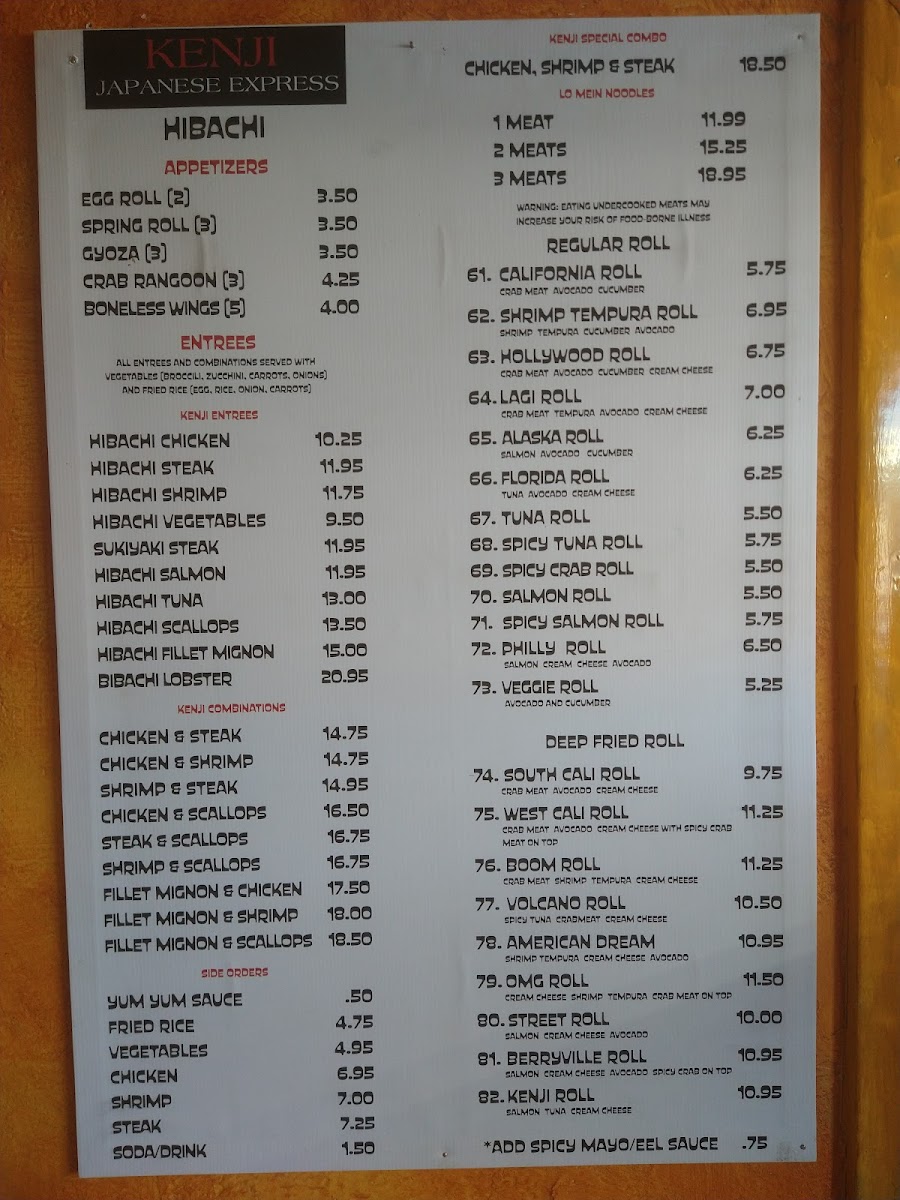 KENJI
JAPANESE EXPRESS
HIBACHI
APPETIZERS
EGG ROLL (2) 3.50
SPRING ROLL (3) 3.50
GYOZA (3) 3.50
CRAB RANGOON (3) 4.25
BONELESS WINGS (5) 4.00
ENTREES
ALL ENTREES AND COMBINATIONS SERVED WITH
VEGETABLES (BROCCILI, ZUCCHINI, CARROTS, ONIONS)
AND FRIED RICE (EGG, RICE, ONION, CARROTS)
KENJI ENTREES
HIBACHI CHICKEN 10.25
HIBACHI STEAK 11.95
HIBACHI SHRIMP 11.75
HIBACHI VEGETABLES 9.50
SUKIYAKI STEAK 11.95
HIBACHI SALMON 11.95
HIBACHI TUNA 13.00
HIBACHI SCALLOPS 13.50
HIBACHI FILLET MIGNON 15.00
BIBACHI LOBSTER 20.95
KENJI COMBINATIONS
CHICKEN & STEAK 14.75
CHICKEN & SHRIMP 14.75
SHRIMP & STEAK 14.95
CHICKEN & SCALLOPS 16.50
STEAK & SCALLOPS 16.75
SHRIMP & SCALLOPS 16.75
FILLET MIGNON & CHICKEN 17.50
FILLET MIGNON & SHRIMP 18.00
FILLET MIGNON & SCALLOPS 18.50
SIDE ORDERS
YUM YUM SAUCE .50
FRIED RICE 4.75
VEGETABLES 4.95
CHICKEN 6.95
SHRIMP 7.00
STEAK 7.25
SODA/DRINK 1.50
KENJI SPECIAL COMBO
CHICKEN, SHRIMP & STEAK 18.50
LO MEIN NOODLES
1 MEAT 11.99
2 MEATS 15.25
3 MEATS 18.95
WARNING: EATING UNDERCOOKED MEATS MAY
INCREASE YOUR RISK OF FOOD-BORNE ILLNESS
REGULAR ROLL
61. CALIFORNIA ROLL 5.75
CRAB MEAT AVOCADO CUCUMBER
62. SHRIMP TEMPURA ROLL 6.95
SHRIMP TEMPURA CUCUMBER AVOCADO
63. HOLLYWOOD ROLL 6.75
CRAB MEAT AVOCADO CUCUMBER CREAM CHEESE
64. LAGI ROLL 7.00
CRAB MEAT TEMPURA AVOCADO CREAM CHEESE
65. ALASKA ROLL 6.25
SALMON AVOCADO CUCUMBER
66. FLORIDA ROLL 6.25
TUNA AVOCADO CREAM CHEESE
67. TUNA ROLL 5.50
68. SPICY TUNA ROLL 5.75
69. SPICY CRAB ROLL 5.50
70. SALMON ROLL 5.50
71. SPICY SALMON ROLL 5.75
72. PHILLY ROLL 6.50
SALMON CREAM CHEESE AVOCADO
73. VEGGIE ROLL 5.25
AVOCADO AND CUCUMBER
DEEP FRIED ROLL
74. SOUTH CALI ROLL 9.75
CRAB MEAT AVOCADO CREAM CHEESE
75. WEST CALI ROLL 11.25
CRAB MEAT AVOCADO CREAM CHEESE WITH SPICY CRAB
MEAT ON TOP
76. BOOM ROLL 11.25
CRAB MEAT SHRIMP TEMPURA CREAM CHEESE
77. VOLCANO ROLL 10.50
SPICY TUNA CRABMEAT CREAM CHEESE
78. AMERICAN DREAM 10.95
SHRIMP TEMPURA CREAM CHEESE AVOCADO
79. OMG ROLL 11.50
CREAM CHEESE SHRIMP TEMPURA CRAB MEAT ON TOP
80. STREET ROLL 10.00
SALMON CREAM CHEESE AVOCADO
81. BERRYVILLE ROLL 10.95
SALMON CREAM CHEESE AVOCADO SPICY CRAB ON TOP
82. KENJI ROLL 10.95
SALMON TUNA CREAM CHEESE
*ADD SPICY MAYO/EEL SAUCE .75